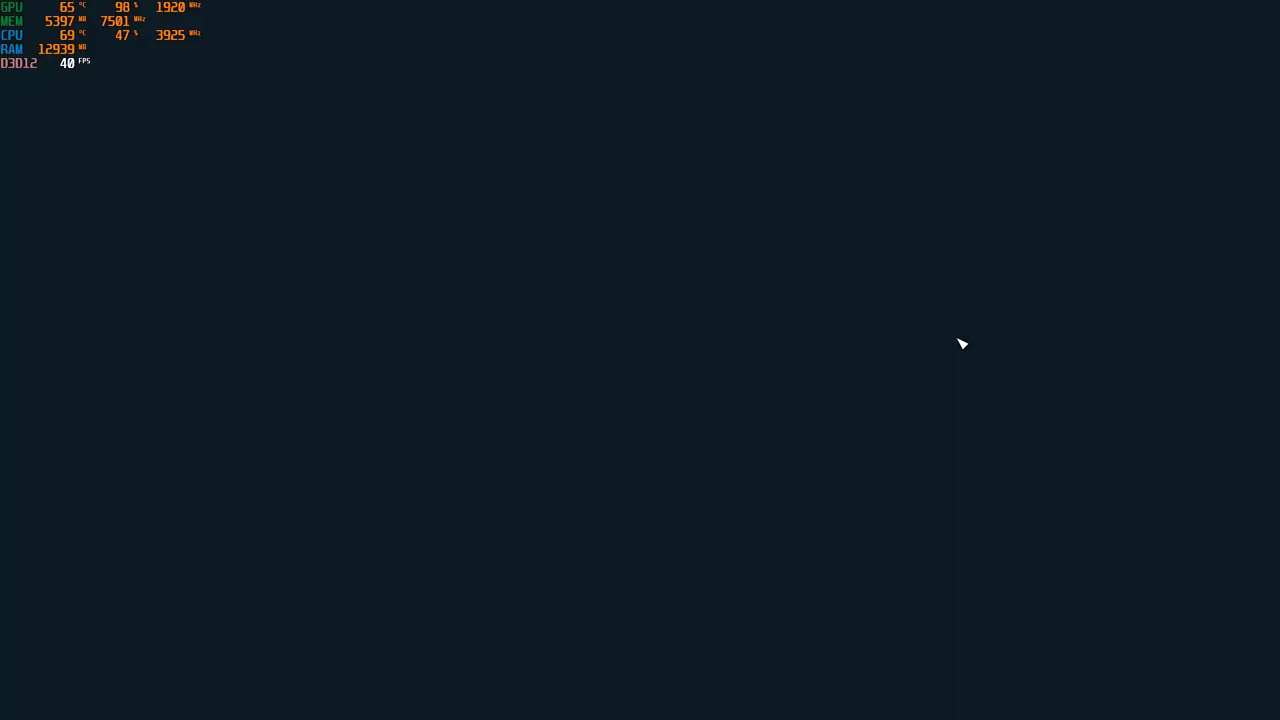 GPU 65 °C 98 % 1920 MHz
MEM 5397 MB 7501 MHz
CPU 69 °C 47 % 3925 MHz
RAM 12939 MB
D3D12 40 FPS